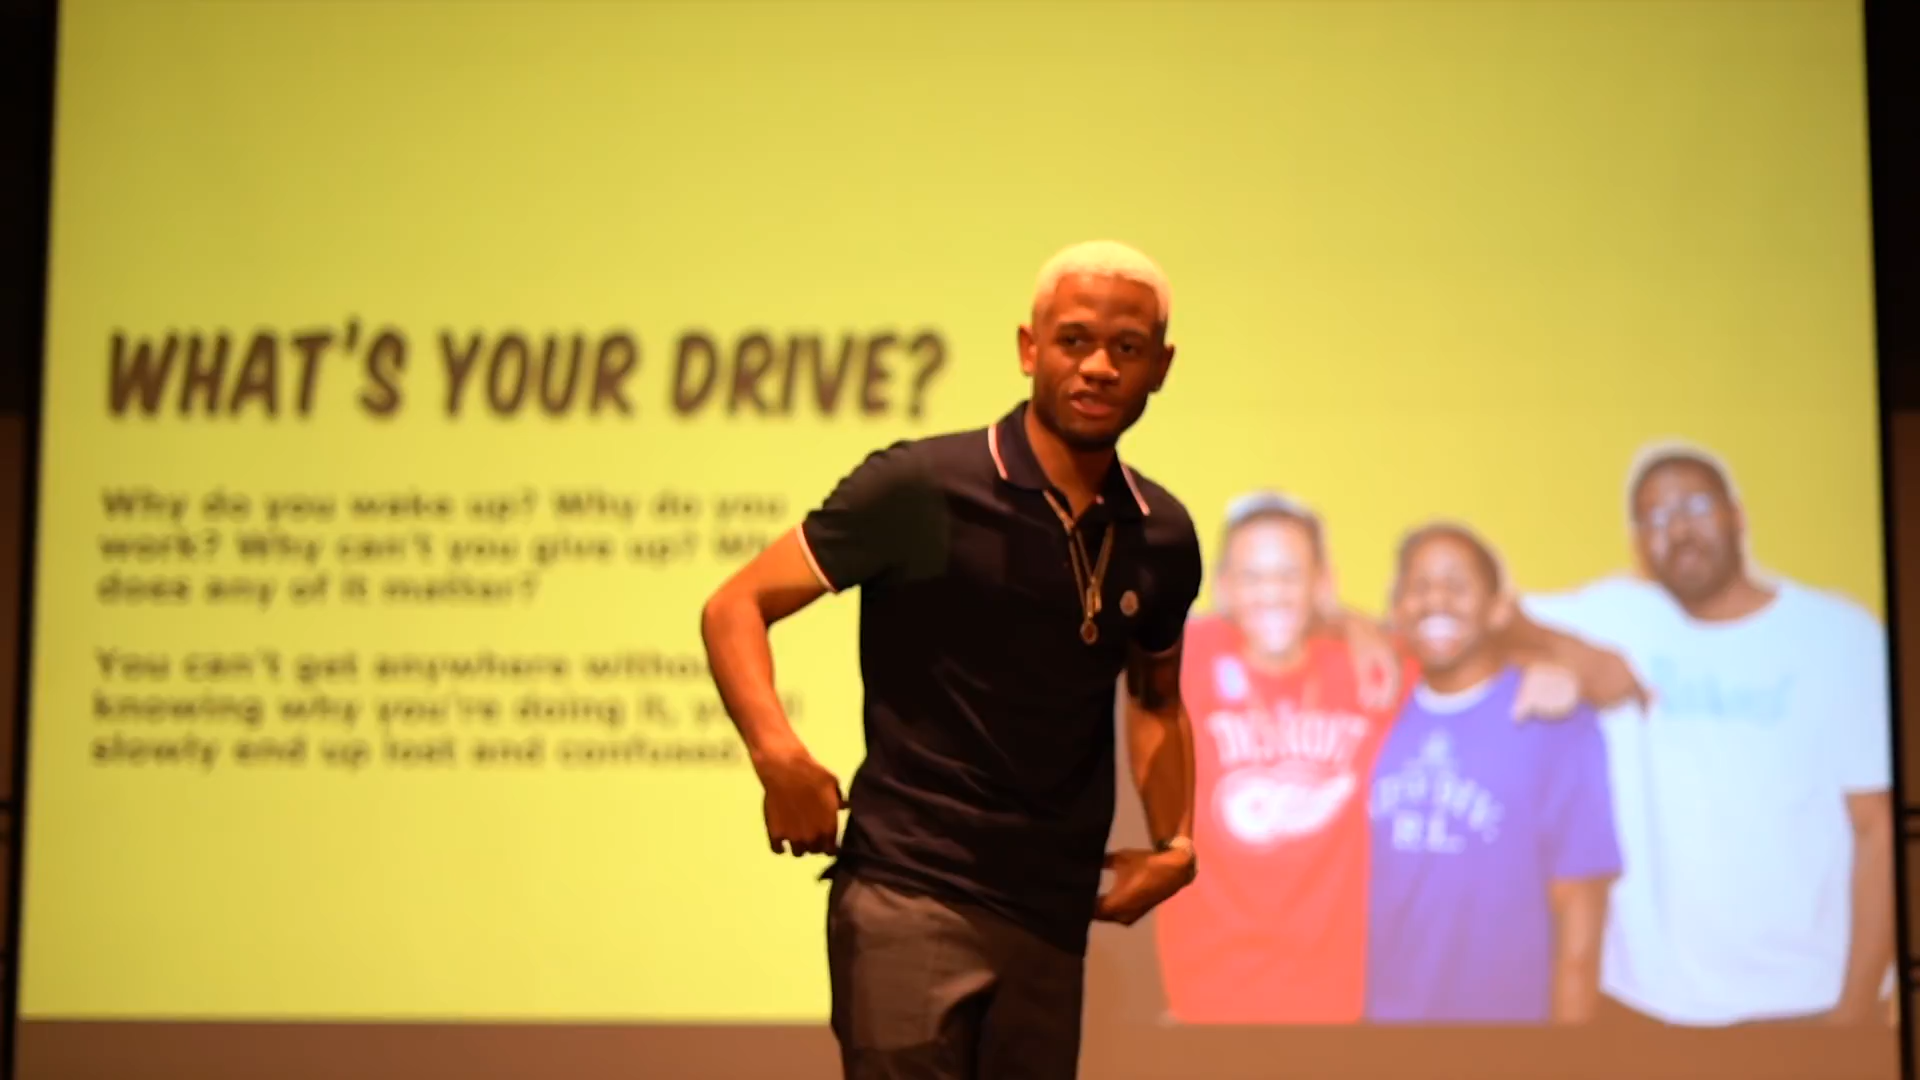 WHAT'S YOUR DRIVE?
Why do you wake up? Why do you
work? Why can't you give up?
does any of it matter?
You can't get anywhere
knowing why you're doing it,
slowly end up lost and confused.
DETROIT